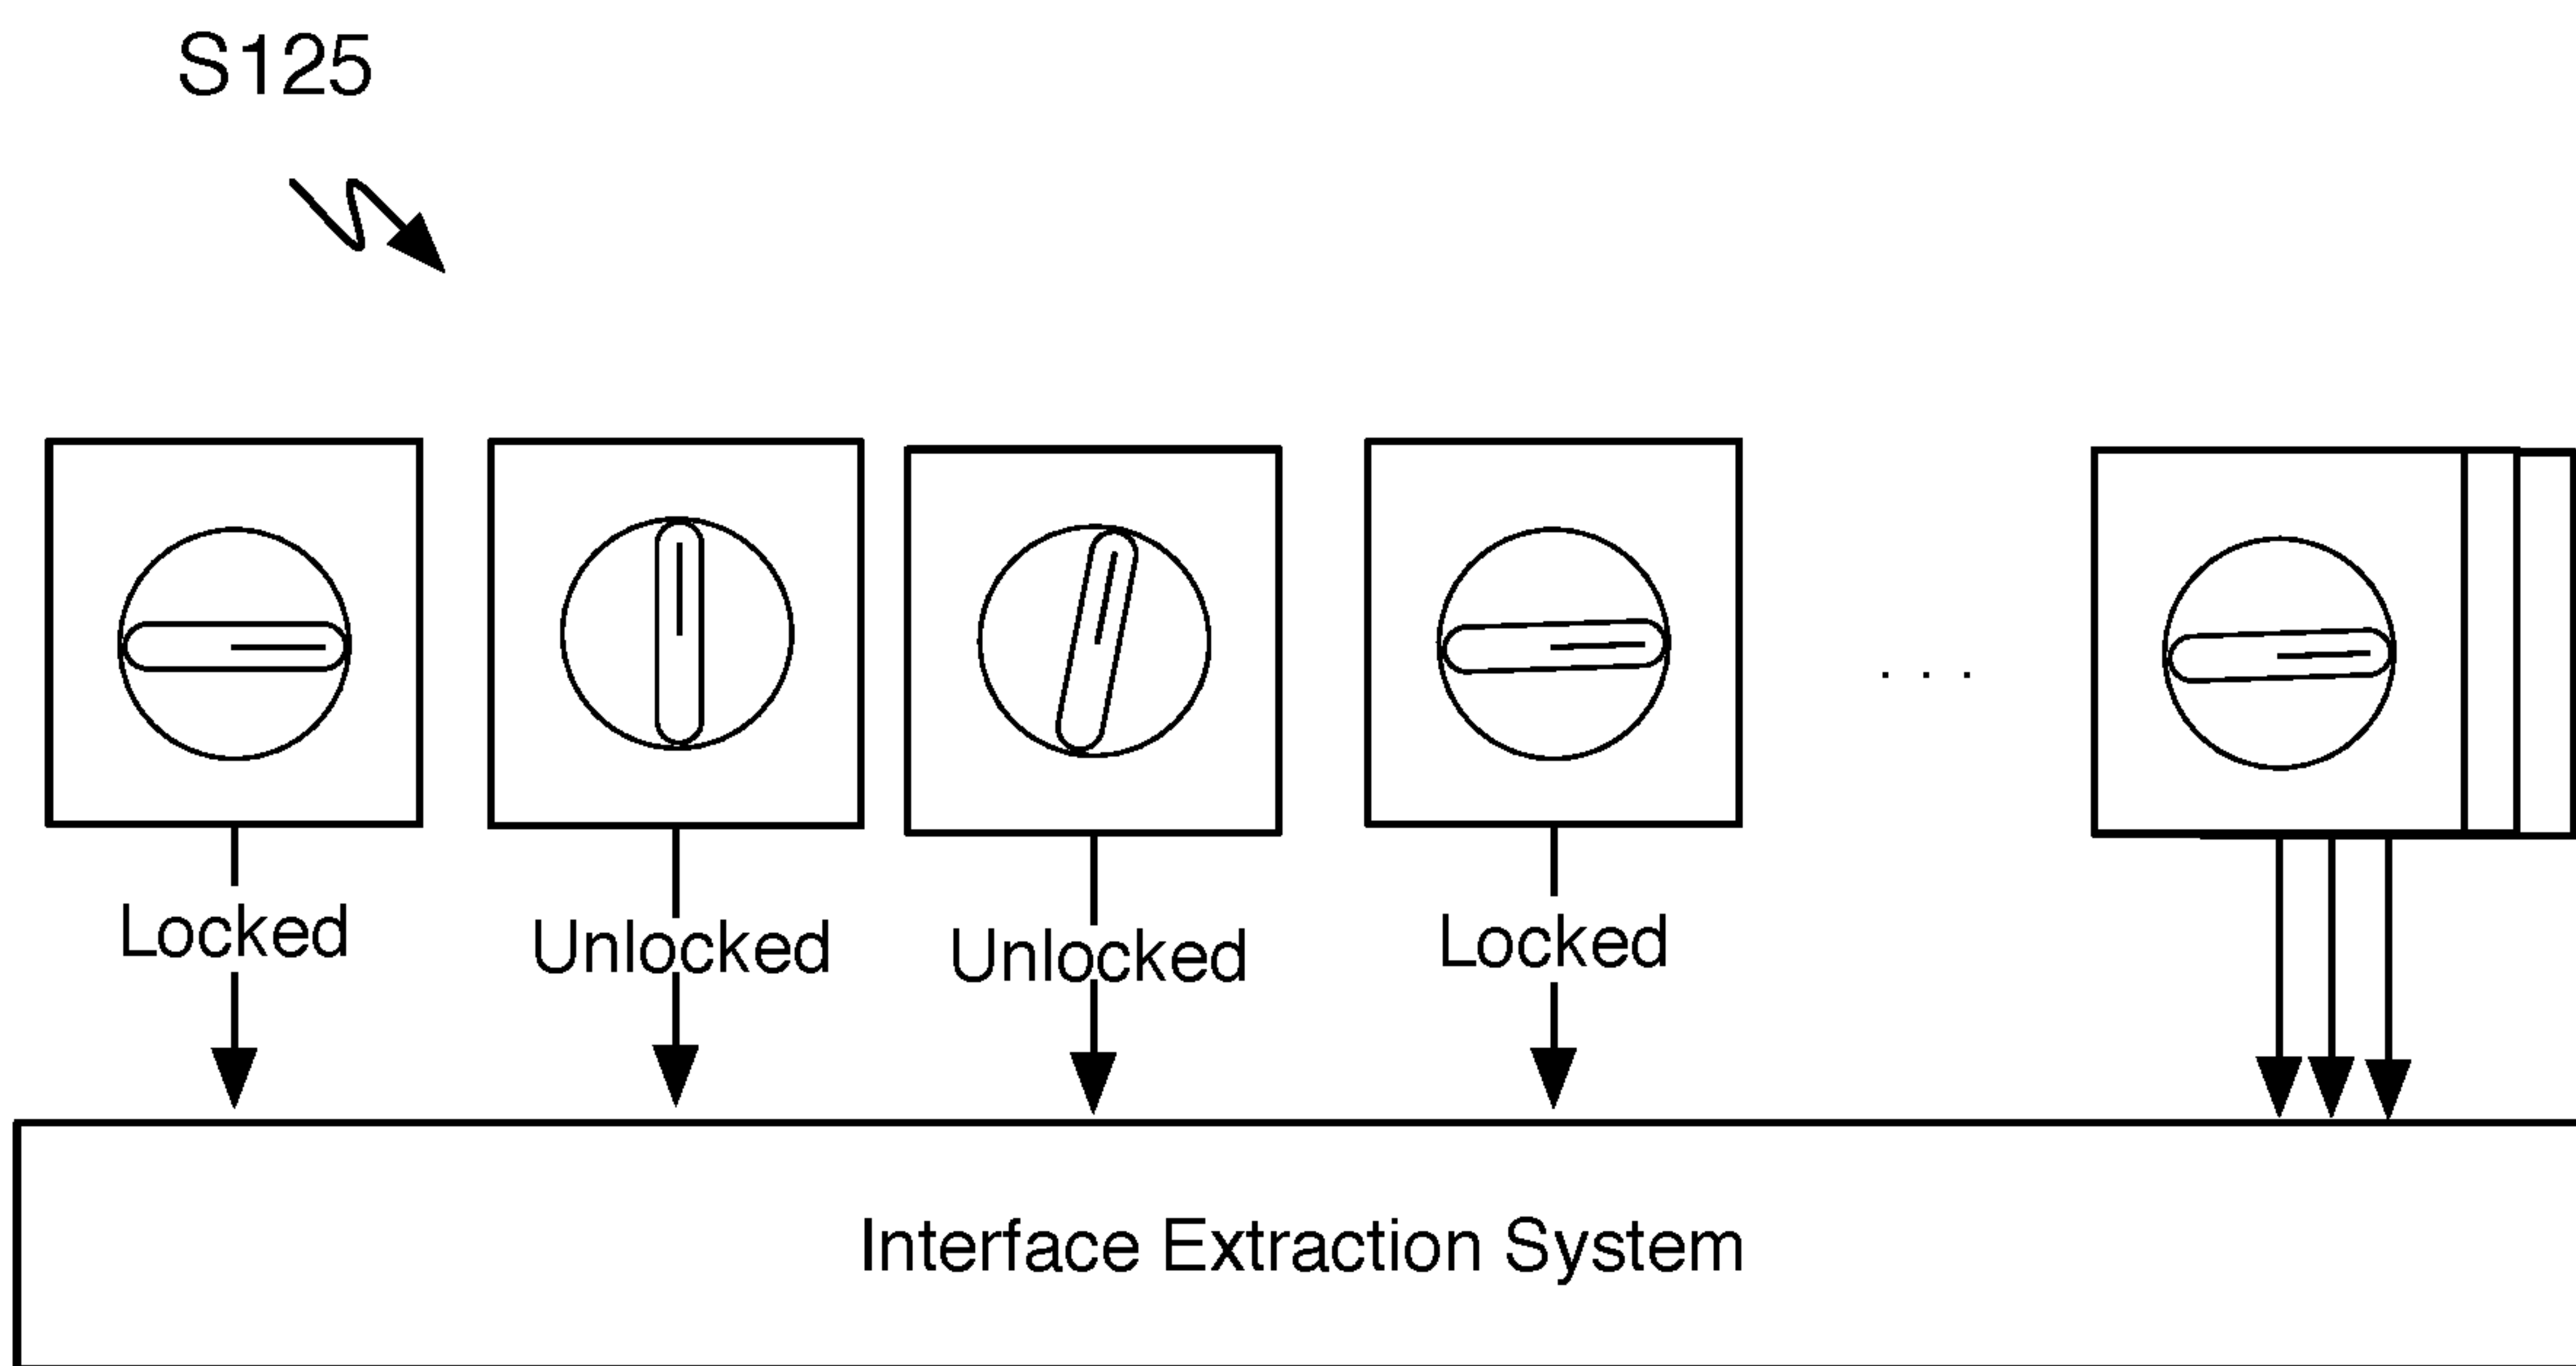 S125
Locked
Unlocked
Unlocked
Locked
. . .
Interface Extraction System